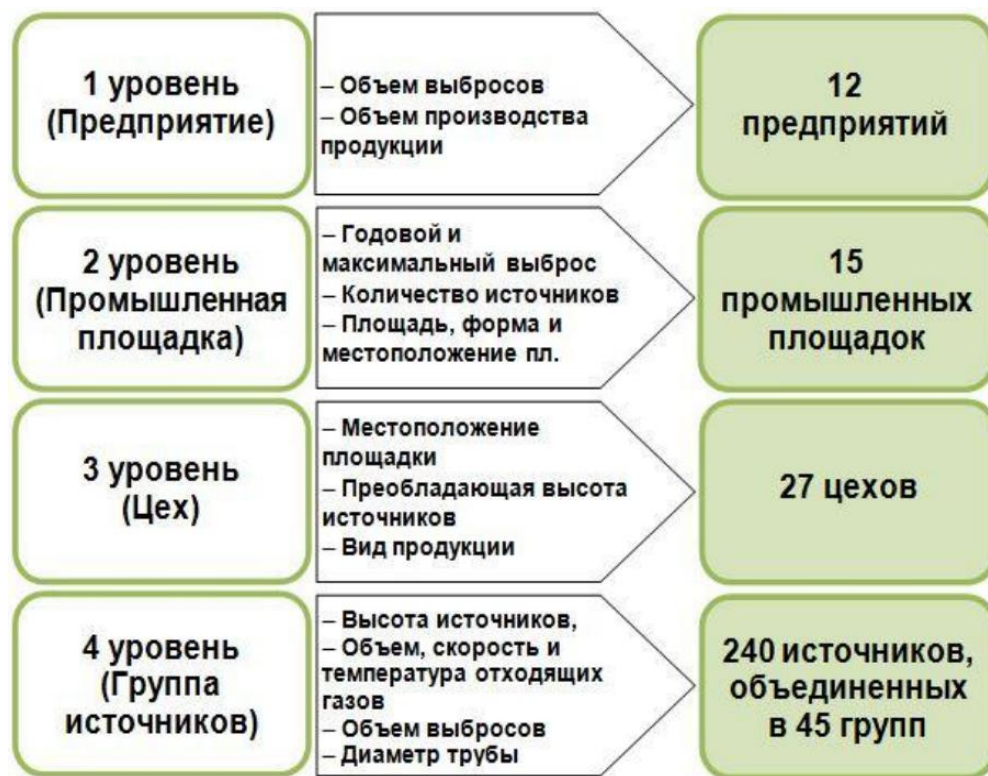 1 уровень
(Предприятие)
– Объем выбросов
– Объем производства
продукции
12
предприятий
2 уровень
(Промышленная
площадка)
– Годовой и
максимальный выброс
– Количество источников
– Площадь, форма и
местоположение пл.
15
промышленных
площадок
3 уровень
(Цех)
– Местоположение
площадки
– Преобладающая высота
источников
– Вид продукции
27 цехов
4 уровень
(Группа
источников)
– Высота источников,
– Объем, скорость и
температура отходящих
газов
– Объем выбросов
– Диаметр трубы
240 источников,
объединенных
в 45 групп